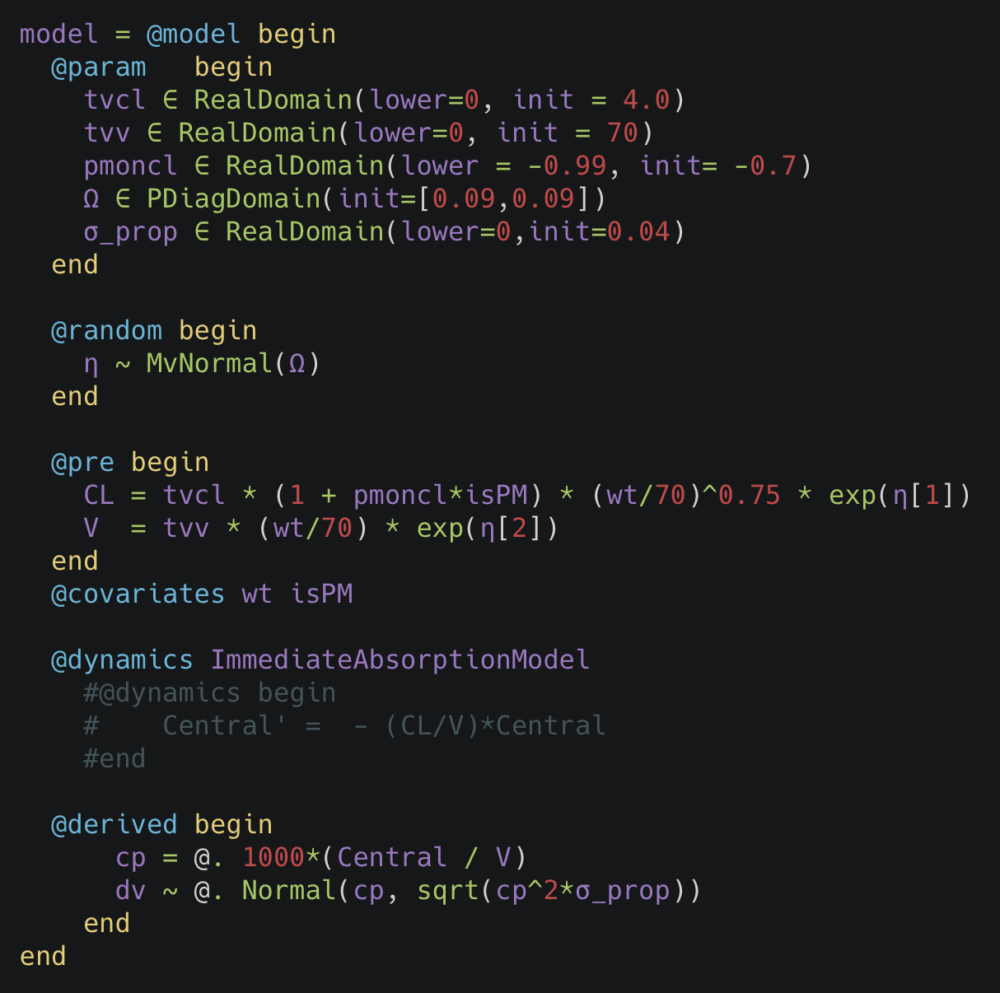 model = @model begin
  @param   begin
    tvcl ∈ RealDomain(lower=0, init = 4.0)
    tvv ∈ RealDomain(lower=0, init = 70)
    pmoncl ∈ RealDomain(lower = -0.99, init= -0.7)
    Ω ∈ PDiagDomain(init=[0.09,0.09])
    σ_prop ∈ RealDomain(lower=0,init=0.04)
  end

  @random begin
    η ~ MvNormal(Ω)
  end

  @pre begin
    CL = tvcl * (1 + pmoncl*isPM) * (wt/70)^0.75 * exp(η[1])
    V  = tvv * (wt/70) * exp(η[2])
  end
  @covariates wt isPM

  @dynamics ImmediateAbsorptionModel
    #@dynamics begin
    #    Central' =  - (CL/V)*Central
    #end

  @derived begin
      cp = @. 1000*(Central / V)
      dv ~ @. Normal(cp, sqrt(cp^2*σ_prop))
    end
end